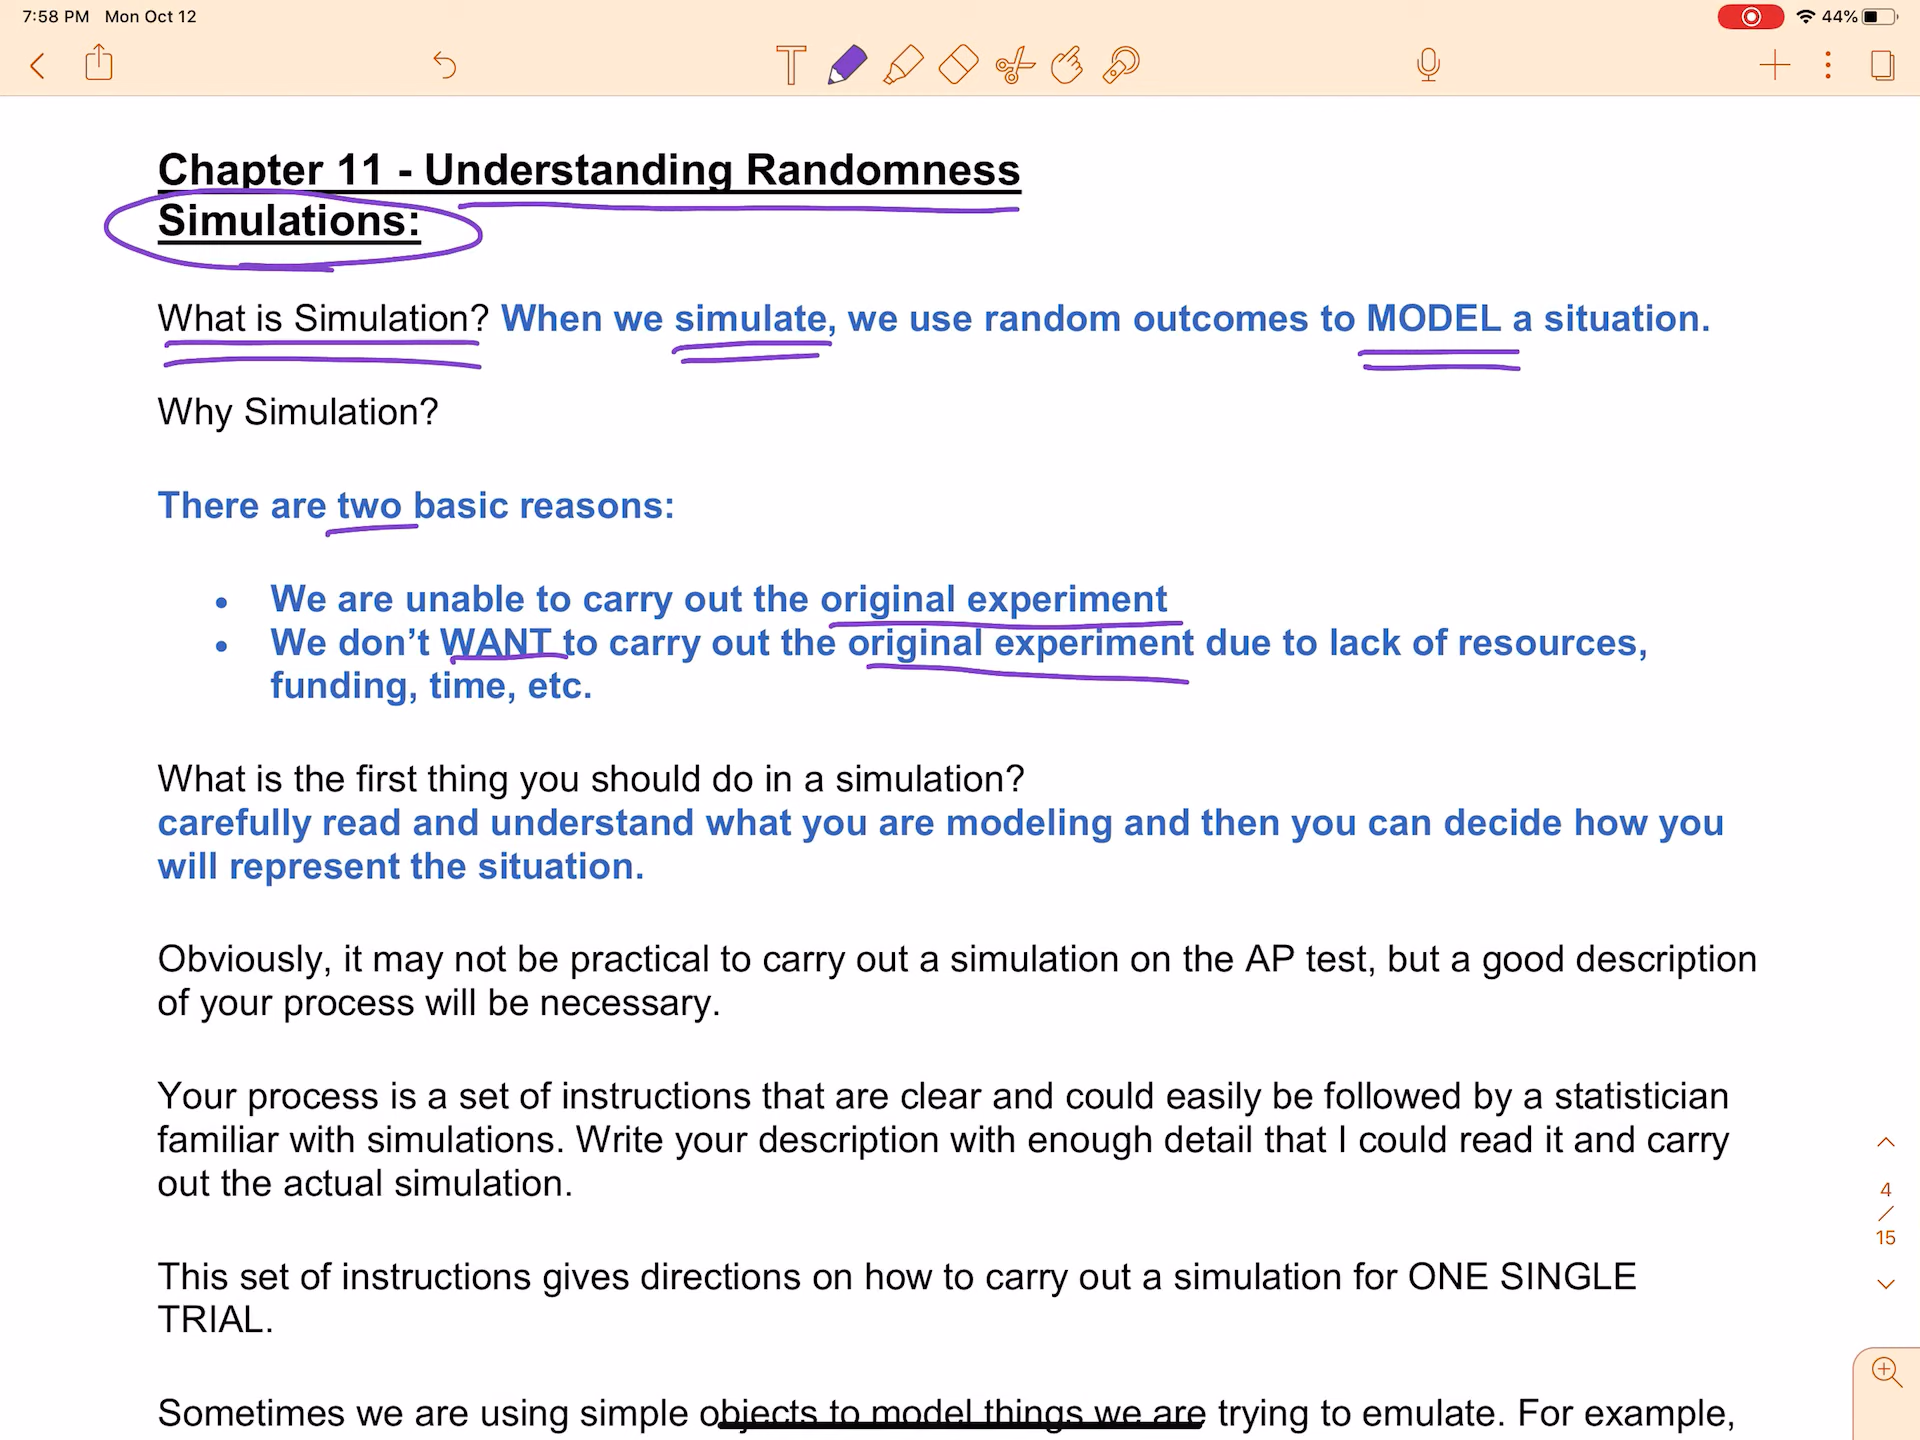 7:58 PM Mon Oct 12
44%
T
Chapter 11 - Understanding Randomness
Simulations:
What is Simulation? When we simulate, we use random outcomes to MODEL a situation.
Why Simulation?
There are two basic reasons:
• We are unable to carry out the original experiment
• We don’t WANT to carry out the original experiment due to lack of resources,
funding, time, etc.
What is the first thing you should do in a simulation?
carefully read and understand what you are modeling and then you can decide how you
will represent the situation.
Obviously, it may not be practical to carry out a simulation on the AP test, but a good description
of your process will be necessary.
Your process is a set of instructions that are clear and could easily be followed by a statistician
familiar with simulations. Write your description with enough detail that I could read it and carry
out the actual simulation.
4
/
15
This set of instructions gives directions on how to carry out a simulation for ONE SINGLE
TRIAL.
Sometimes we are using simple objects to model things we are trying to emulate. For example,